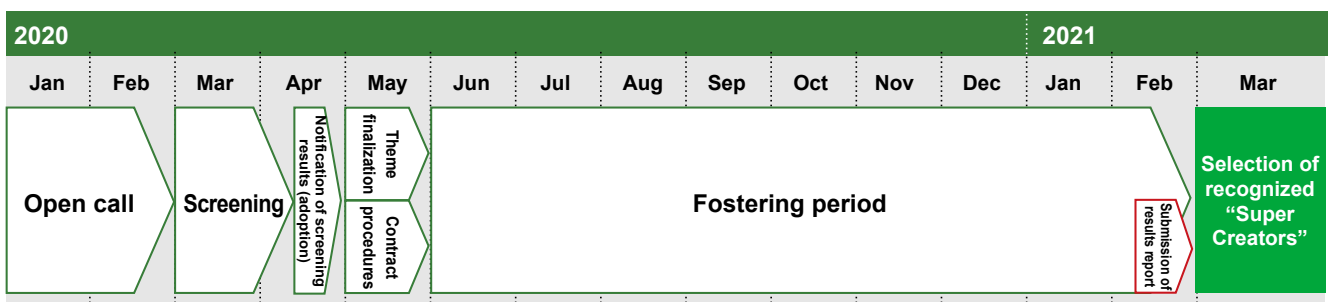 2020
2021
Jan
Feb
Mar
Apr
May
Jun
Jul
Aug
Sep
Oct
Nov
Dec
Jan
Feb
Mar
Open call
Screening
Notification of screening
results (adoption)
Theme
finalization
Contract
procedures
Fostering period
Submission of
results report
Selection of
recognized
“Super
Creators”